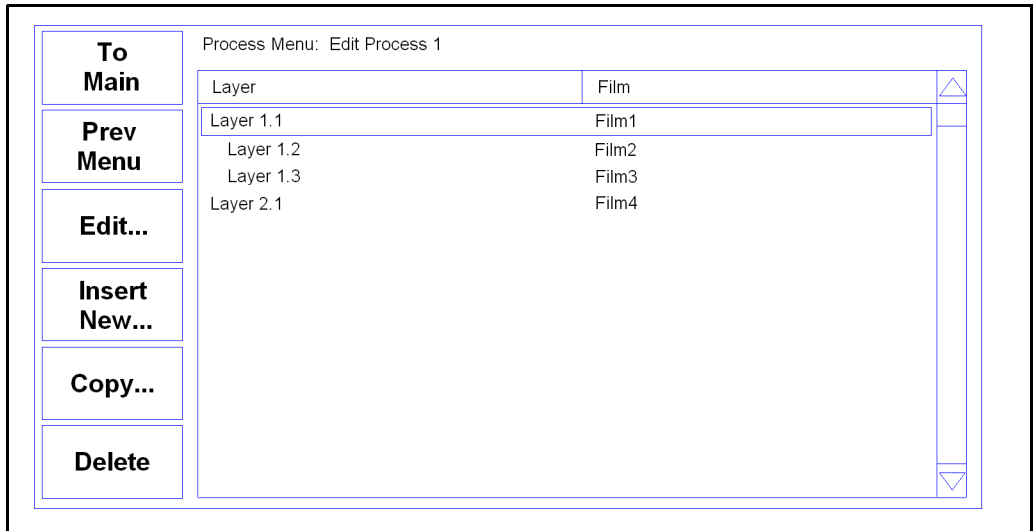 To
Main
Prev
Menu
Edit...
Insert
New...
Copy...
Delete
Process Menu: Edit Process 1
Layer Film
Layer 1.1 Film1
Layer 1.2 Film2
Layer 1.3 Film3
Layer 2.1 Film4